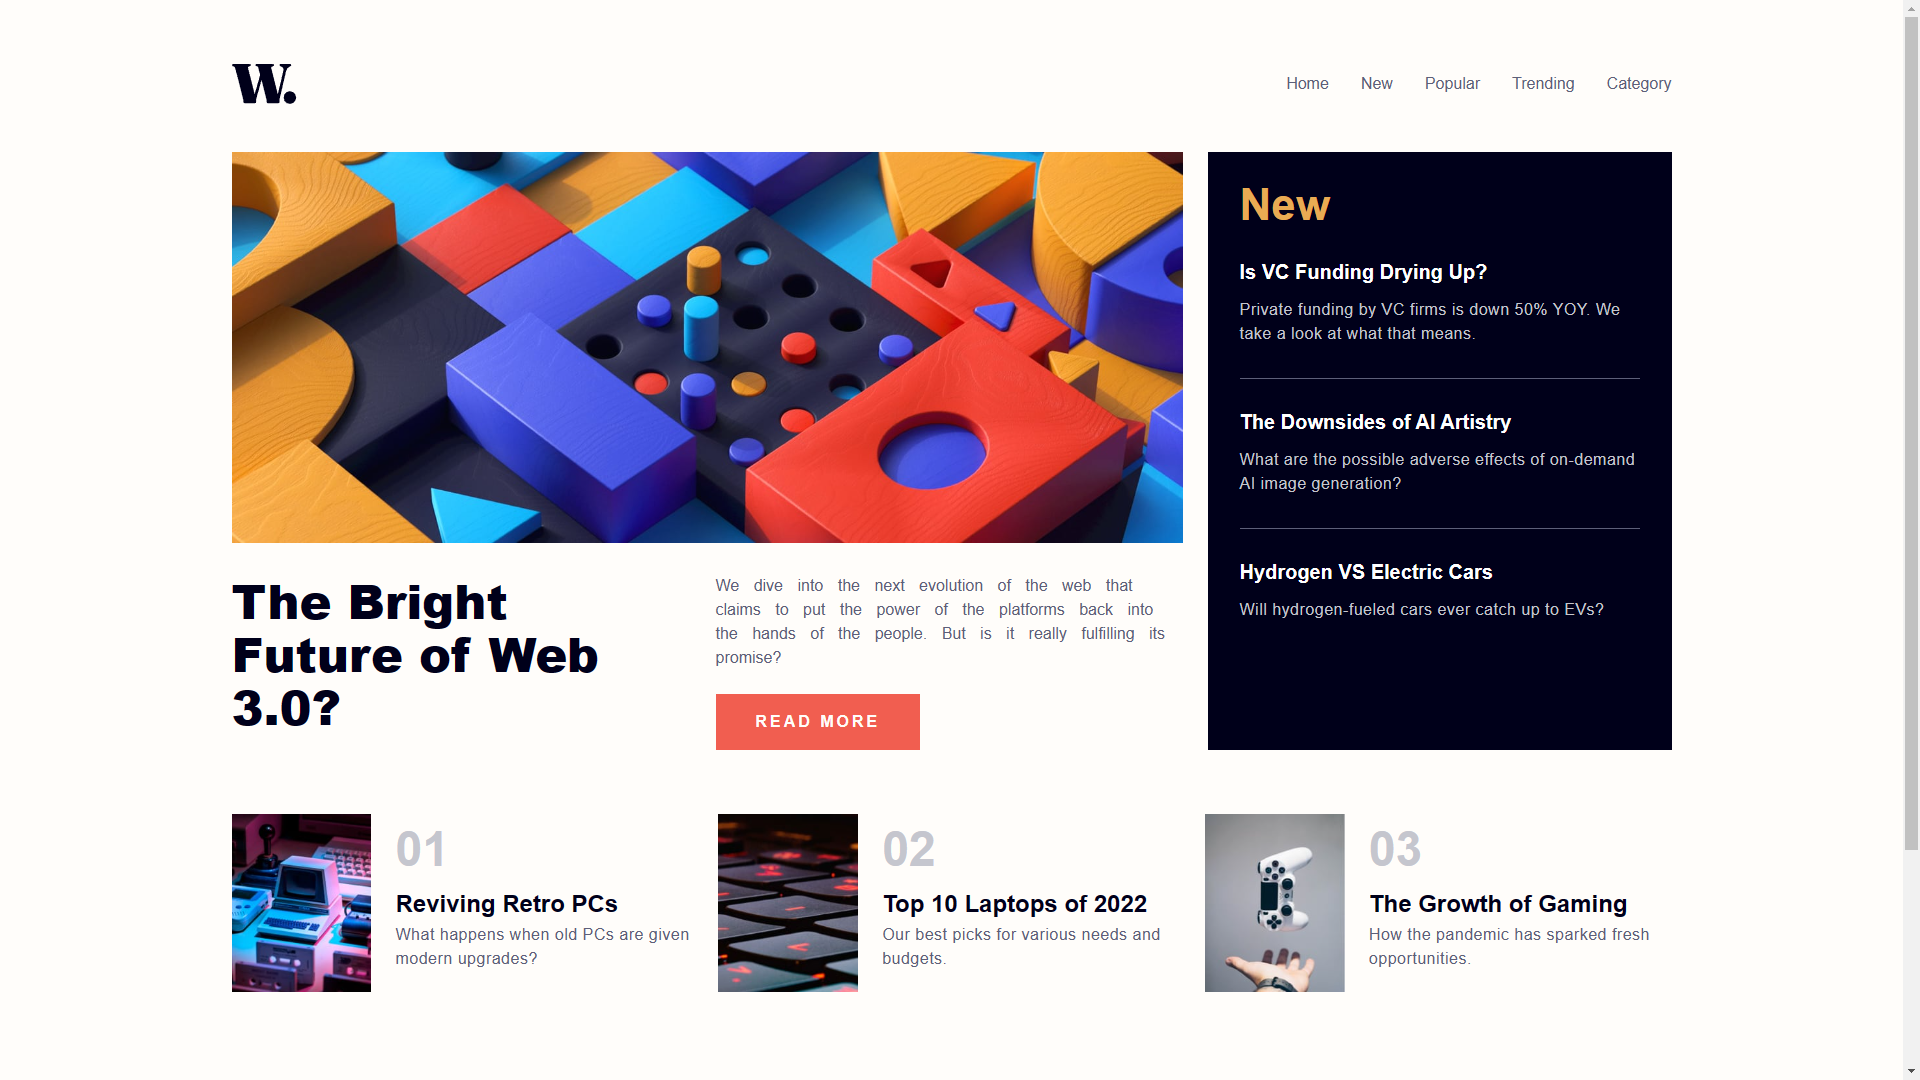 W.
Home New Popular Trending Category
New
Is VC Funding Drying Up?
Private funding by VC firms is down 50% YOY. We
take a look at what that means.
The Downsides of AI Artistry
What are the possible adverse effects of on-demand
AI image generation?
Hydrogen VS Electric Cars
Will hydrogen-fueled cars ever catch up to EVs?
The Bright
Future of Web
3.0?
We dive into the next evolution of the web that
claims to put the power of the platforms back into
the hands of the people. But is it really fulfilling its
promise?
READ MORE
01
Reviving Retro PCs
What happens when old PCs are given
modern upgrades?
02
Top 10 Laptops of 2022
Our best picks for various needs and
budgets.
03
The Growth of Gaming
How the pandemic has sparked fresh
opportunities.